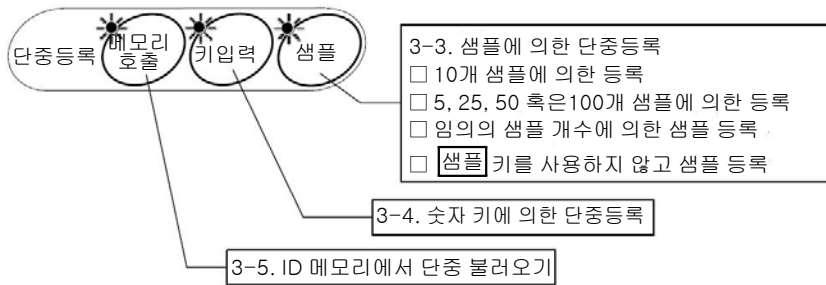 단중등록
메모리
호출
키입력
샘플
3-3. 샘플에 의한 단중등록
□ 10개 샘플에 의한 등록
□ 5, 25, 50 혹은100개 샘플에 의한 등록
□ 임의의 샘플 개수에 의한 샘플 등록
□ 샘플 키를 사용하지 않고 샘플 등록
3-4. 숫자 키에 의한 단중등록
3-5. ID 메모리에서 단중 불러오기